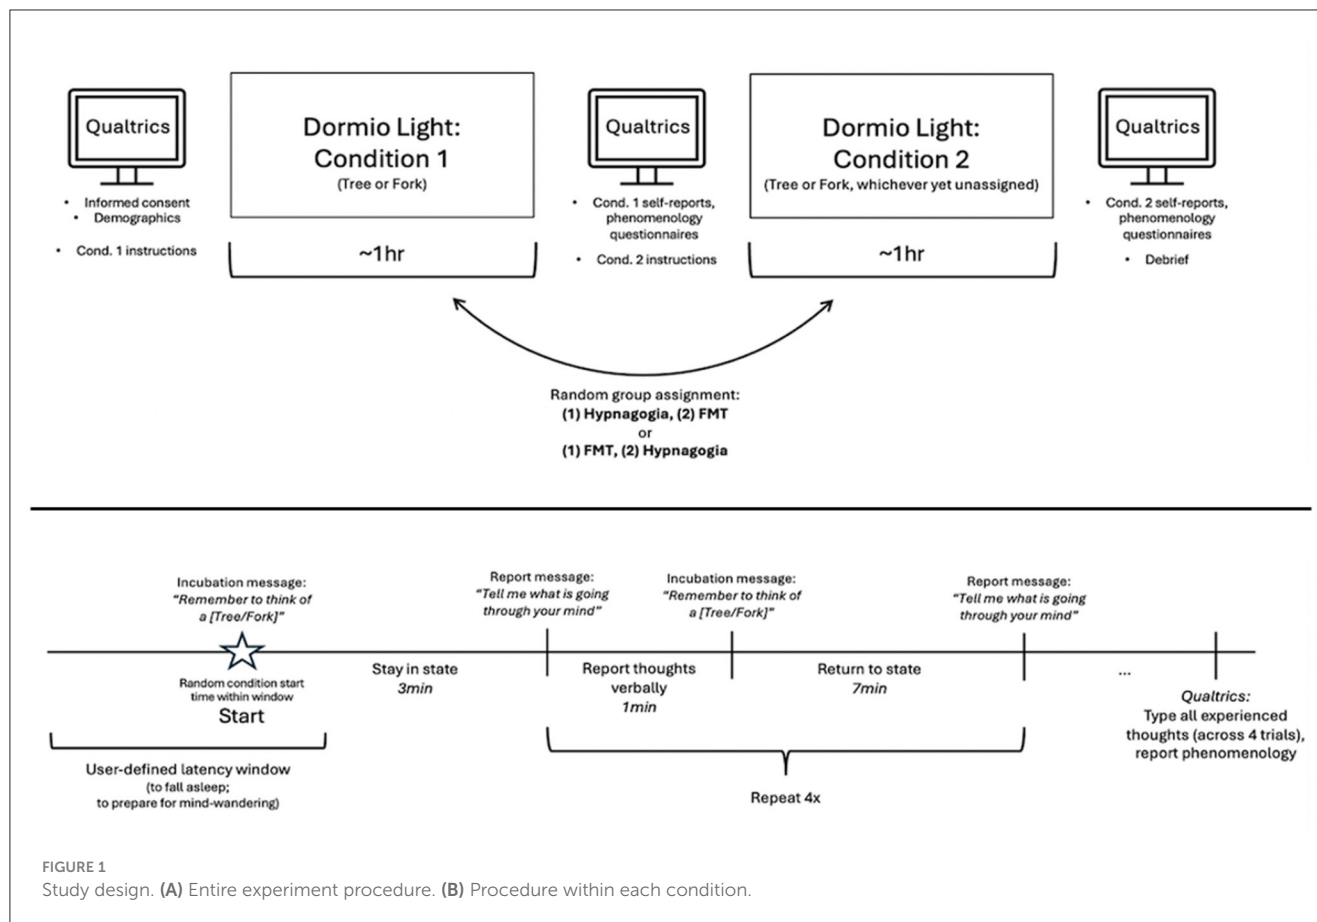 Qualtrics
• Informed consent
• Demographics
• Cond. 1 instructions
Dormio Light:
Condition 1
(Tree or Fork)
~1hr
Qualtrics
• Cond. 1 self-reports,
phenomenology
questionnaires
• Cond. 2 instructions
Dormio Light:
Condition 2
(Tree or Fork, whichever yet unassigned)
~1hr
Qualtrics
• Cond. 2 self-reports,
phenomenology
questionnaires
• Debrief
Random group assignment:
(1) Hypnagogia, (2) FMT
or
(1) FMT, (2) Hypnagogia
Incubation message:
“Remember to think of
a [Tree/Fork]”
Random condition start
time within window
Start
User-defined latency window
(to fall asleep;
to prepare for mind-wandering)
Stay in state
3min
Report message:
“Tell me what is going
through your mind”
Report thoughts
verbally
1min
Incubation message:
“Remember to think of
a [Tree/Fork]”
Return to state
7min
Report message:
“Tell me what is going
through your mind”
Repeat 4x
...
Qualtrics:
Type all experienced
thoughts (across 4 trials),
report phenomenology
FIGURE 1
Study design. (A) Entire experiment procedure. (B) Procedure within each condition.